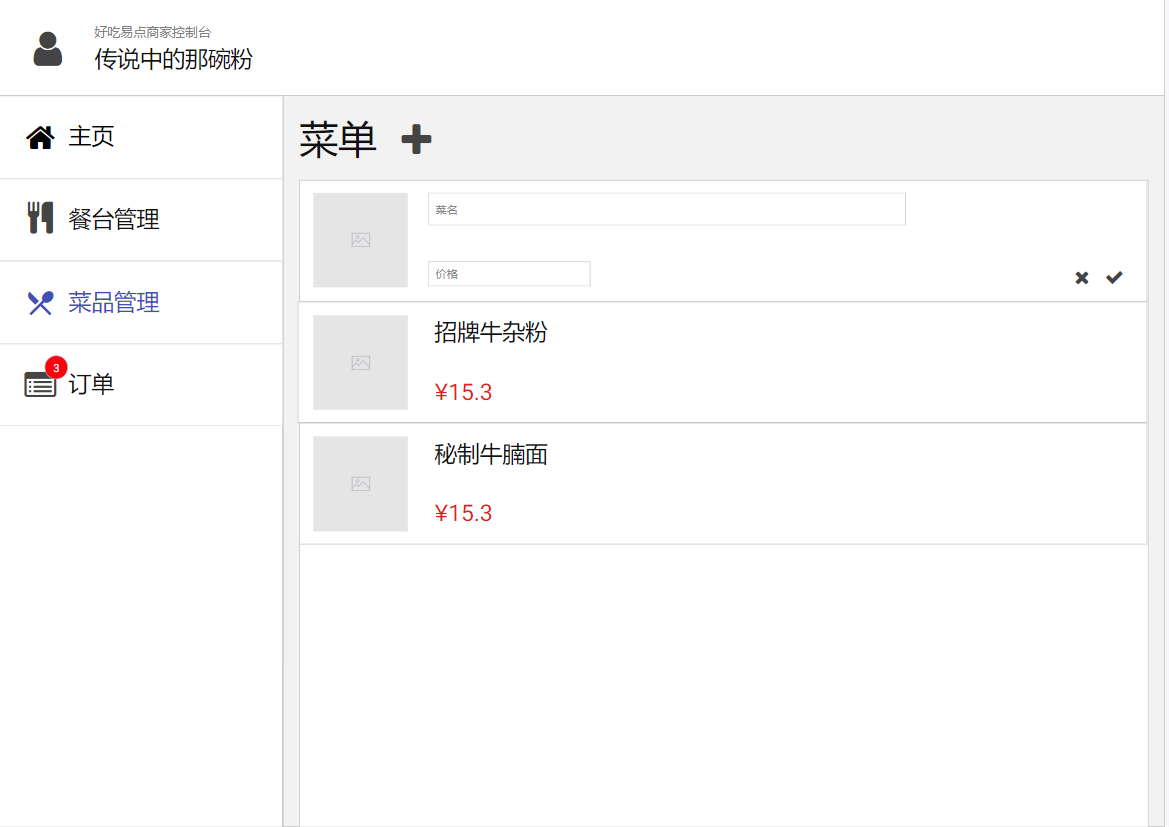 好吃易点商家控制台
传说中的那碗粉
主页
餐台管理
菜品管理
3
订单
菜单
菜名
价格
招牌牛杂粉
¥15.3
秘制牛腩面
¥15.3